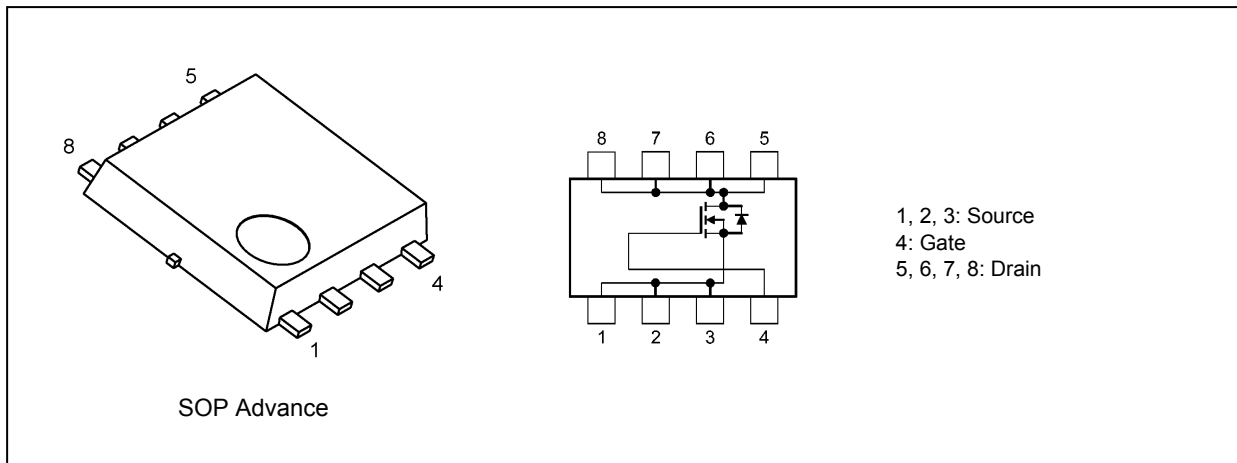 5
8
4
1
SOP Advance
8 7 6 5
1 2 3 4
1, 2, 3: Source
4: Gate
5, 6, 7, 8: Drain